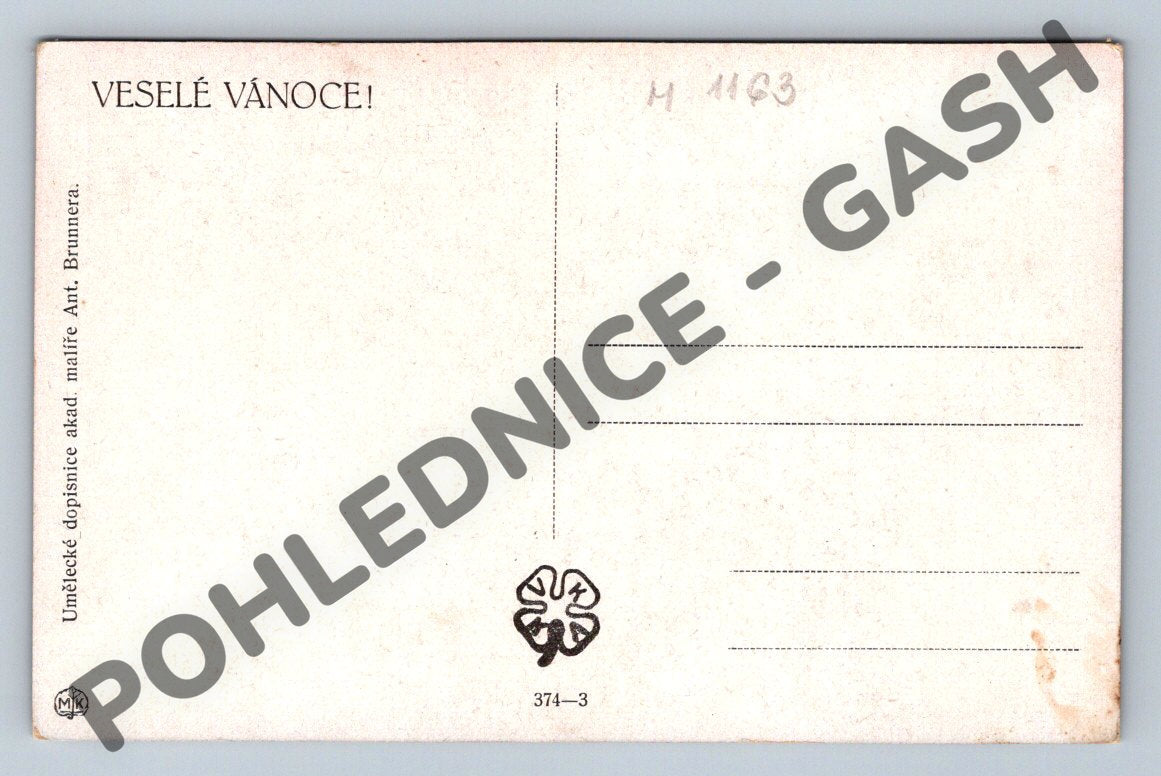 VESELÉ VÁNOCE!
M 1163
Umělecké dopisnice akad. malíře Ant. Brunnera.
POHLEDNICE - GASH
V K
MK
374—3